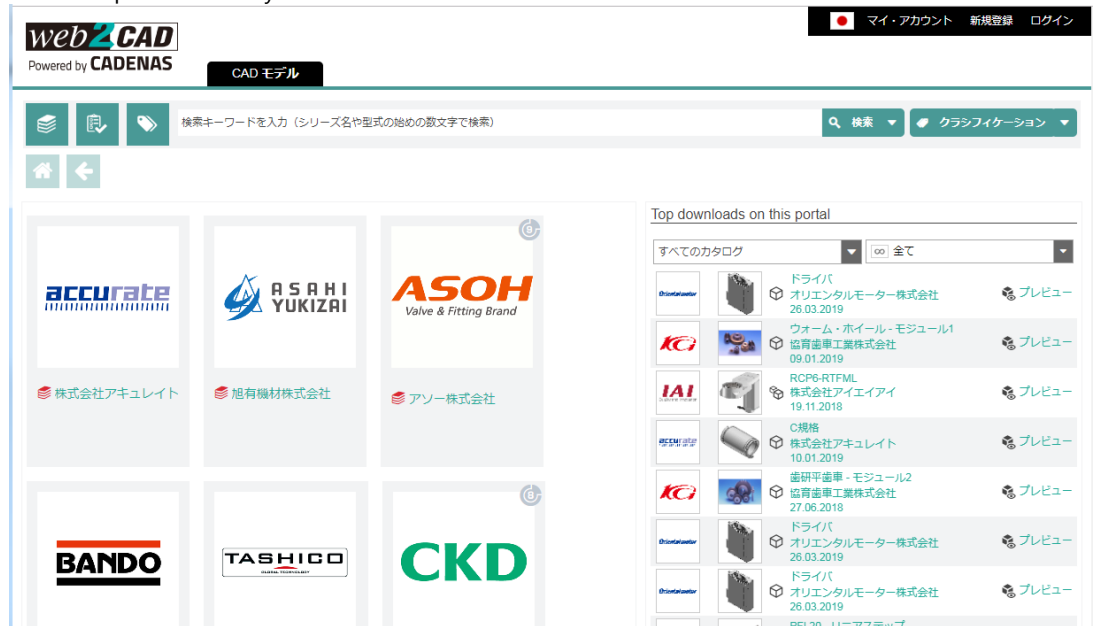 マイ・アカウント 新規登録 ログイン
web2CAD
Powered by CADENAS
CAD モデル
検索キーワードを入力（シリーズ名や型式の始めの数文字で検索）
検索
クラシフィケーション
Top downloads on this portal
すべてのカタログ
全て
accurate
株式会社アキュレイト
ASAHI
YUKIZAI
旭有機材株式会社
ASOH
Valve & Fitting Brand
アソー株式会社
BANDO
TASHICO
CKD
Orientalmotor
ドライバ
オリエンタルモーター株式会社
26.03.2019
プレビュー
KCi
ウォーム・ホイール - モジュール1
協育歯車工業株式会社
09.01.2019
プレビュー
IAI
RCP6-RTFML
株式会社アイエイアイ
19.11.2018
プレビュー
accurate
C規格
株式会社アキュレイト
10.01.2019
プレビュー
KCi
歯研平歯車 - モジュール2
協育歯車工業株式会社
27.06.2018
プレビュー
Orientalmotor
ドライバ
オリエンタルモーター株式会社
26.03.2019
プレビュー
Orientalmotor
ドライバ
オリエンタルモーター株式会社
26.03.2019
プレビュー